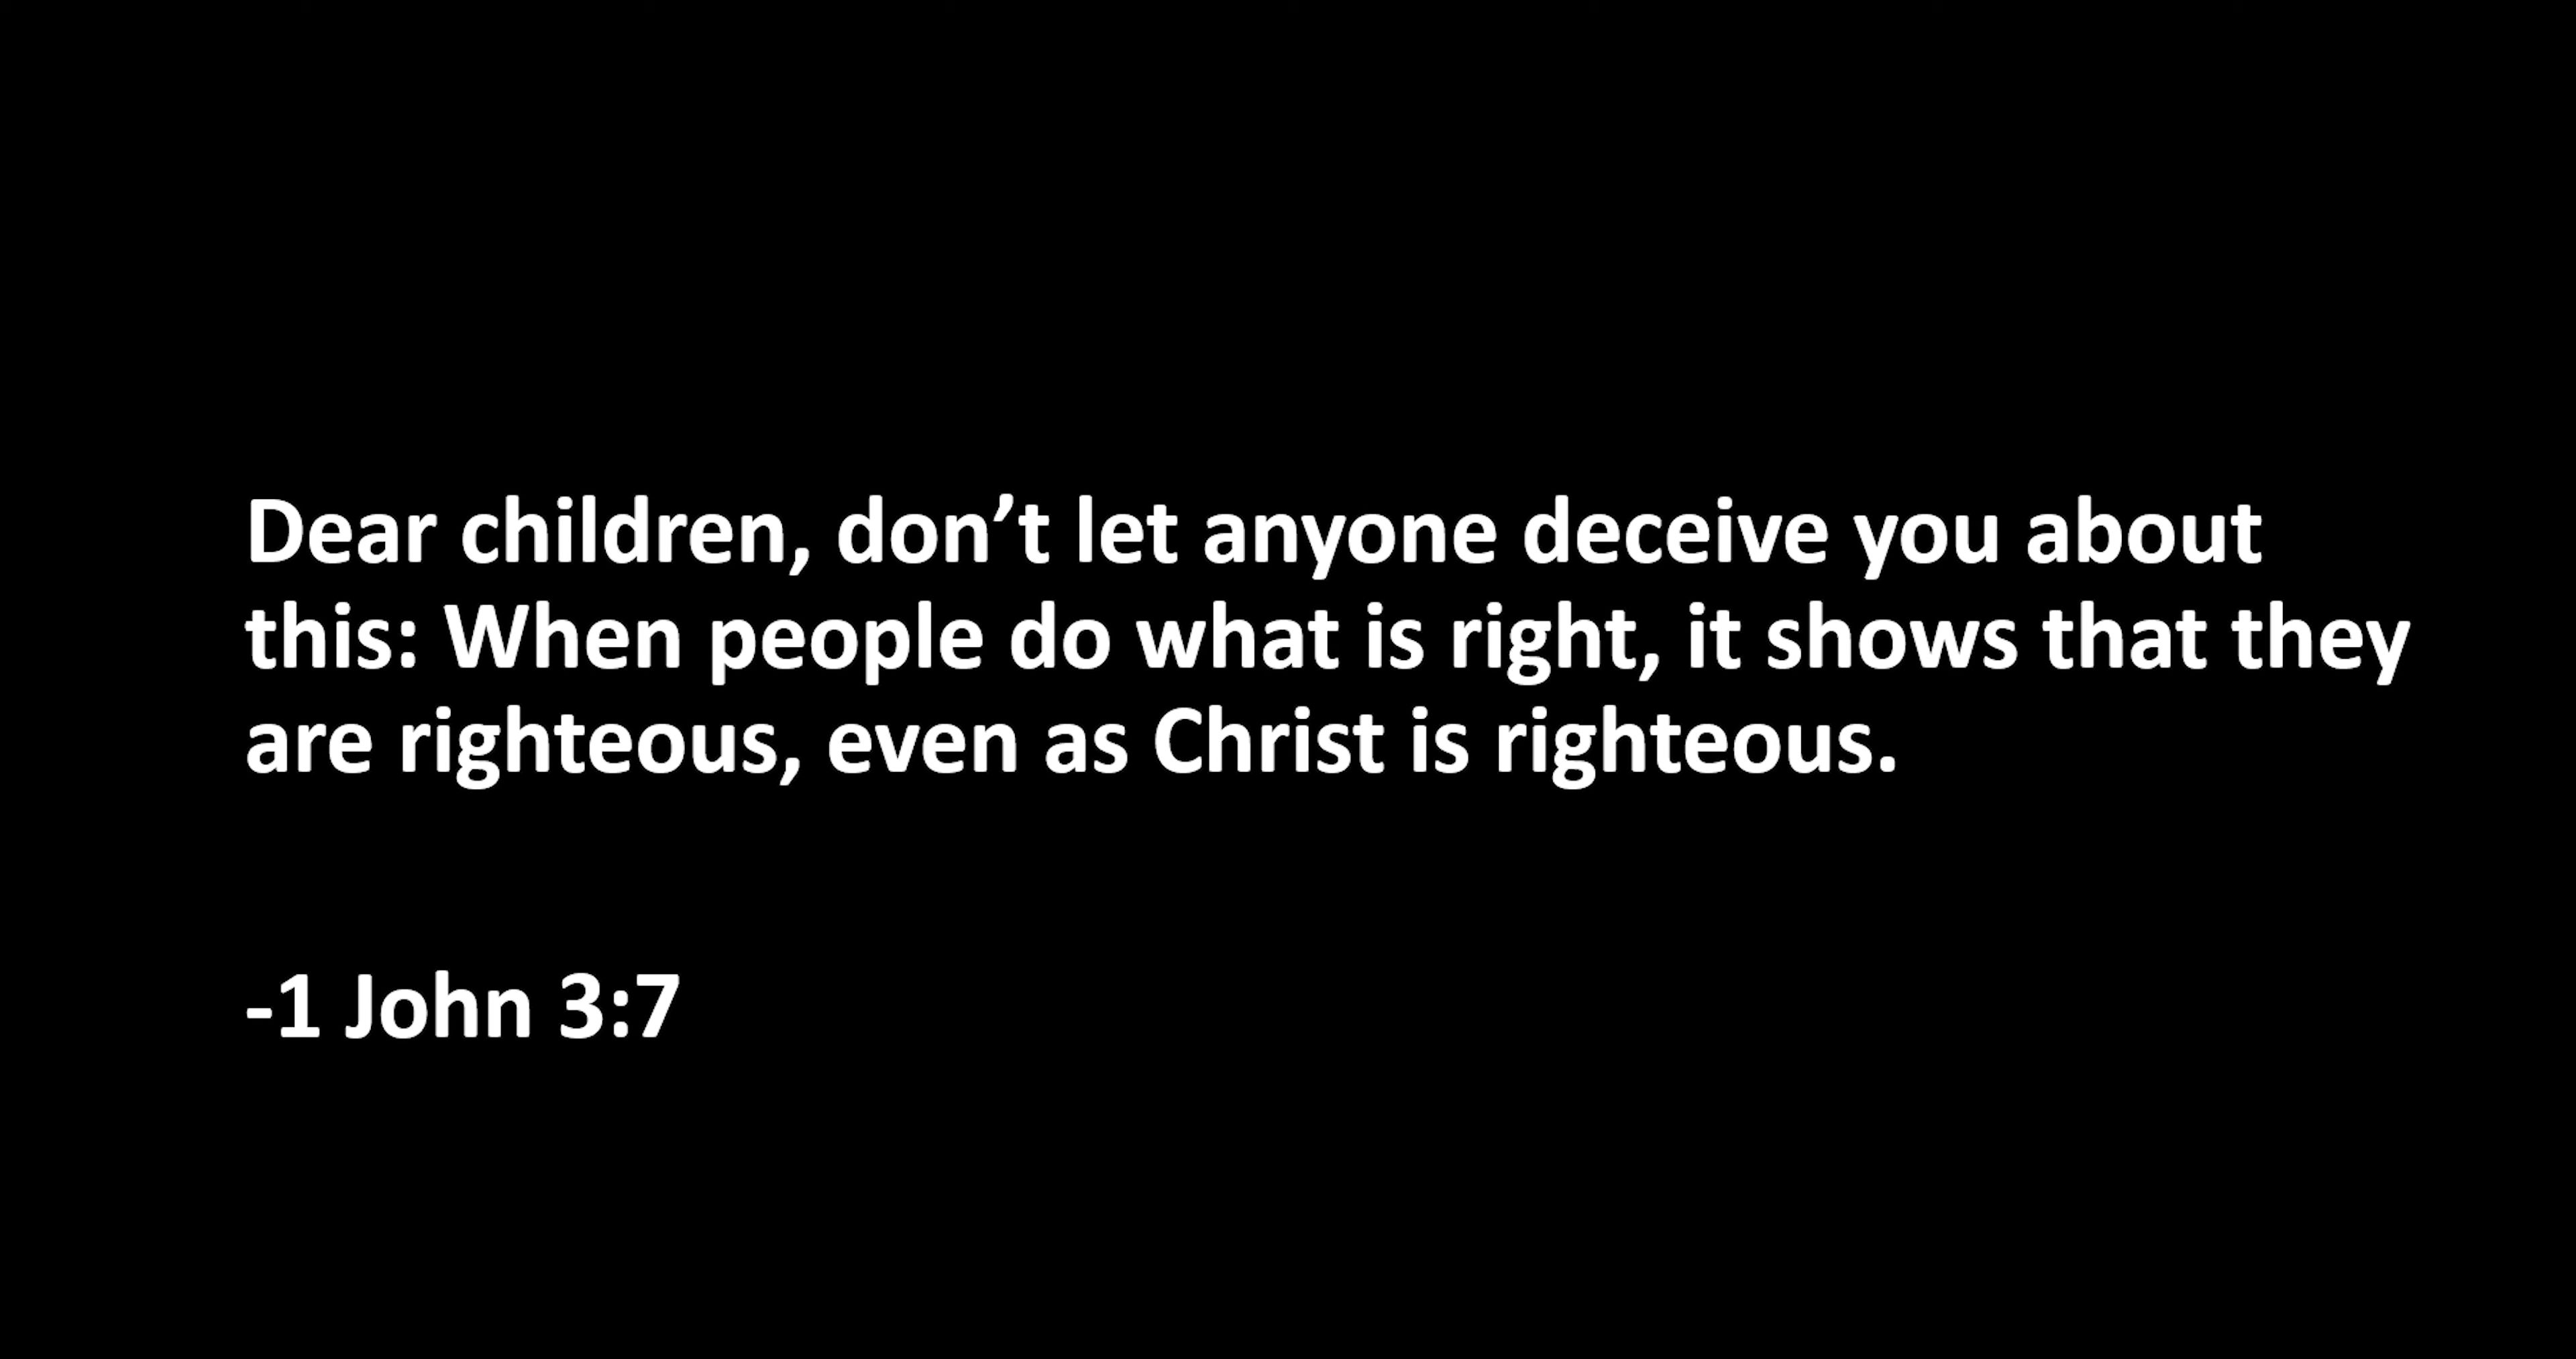 Dear children, don’t let anyone deceive you about
this: When people do what is right, it shows that they
are righteous, even as Christ is righteous.
-1 John 3:7